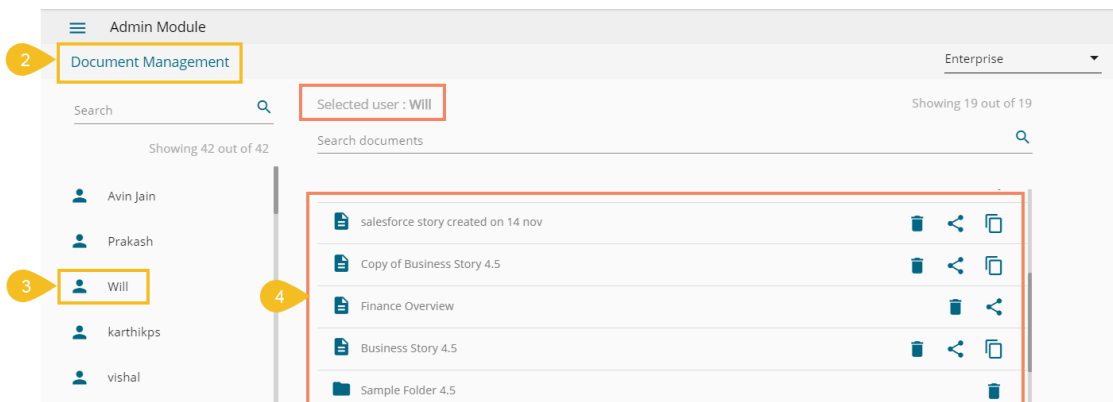 Admin Module
2
Document Management
Enterprise
Search
Selected user : Will
Showing 19 out of 19
Showing 42 out of 42
Search documents
Avin Jain
Prakash
3
Will
karthikps
vishal
4
salesforce story created on 14 nov
Copy of Business Story 4.5
Finance Overview
Business Story 4.5
Sample Folder 4.5